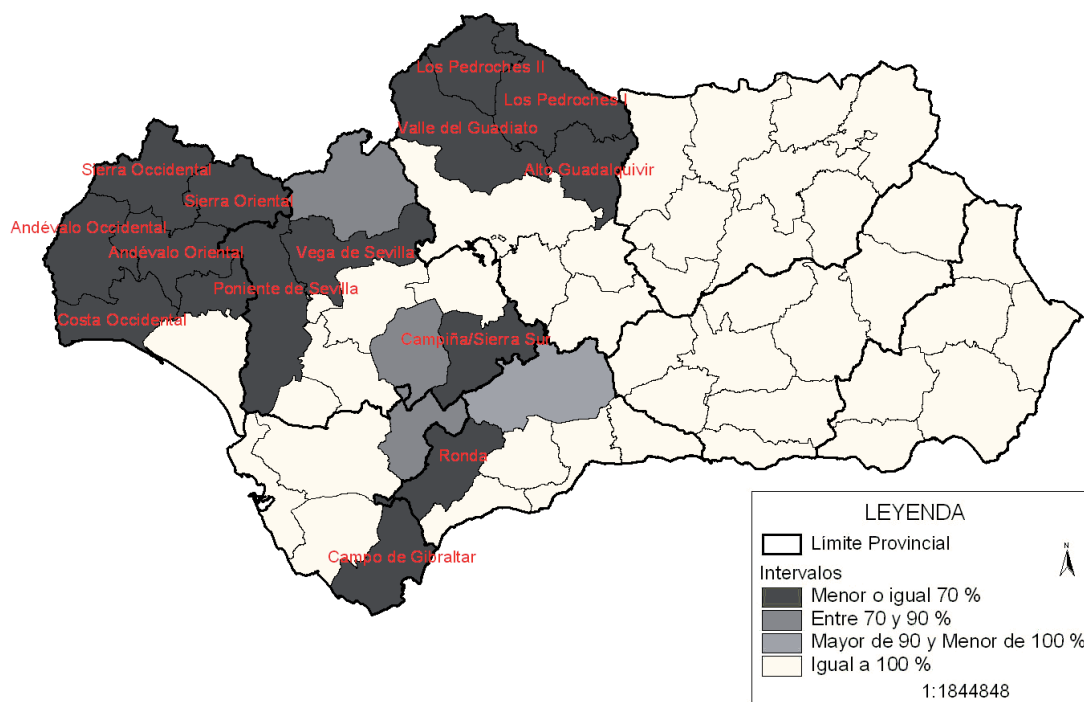 Los Pedroches II
Los Pedroches I
Valle del Guadiato
Sierra Occidental
Alto Guadalquivir
Sierra Oriental
Andévalo Occidental
Andévalo Oriental
Vega de Sevilla
Poniente de Sevilla
Costa Occidental
Campiña/Sierra Sur
Ronda
Campo de Gibraltar
LEYENDA
Límite Provincial
N
Intervalos
Menor o igual 70 %
Entre 70 y 90 %
Mayor de 90 y Menor de 100 %
Igual a 100 %
1:1844848